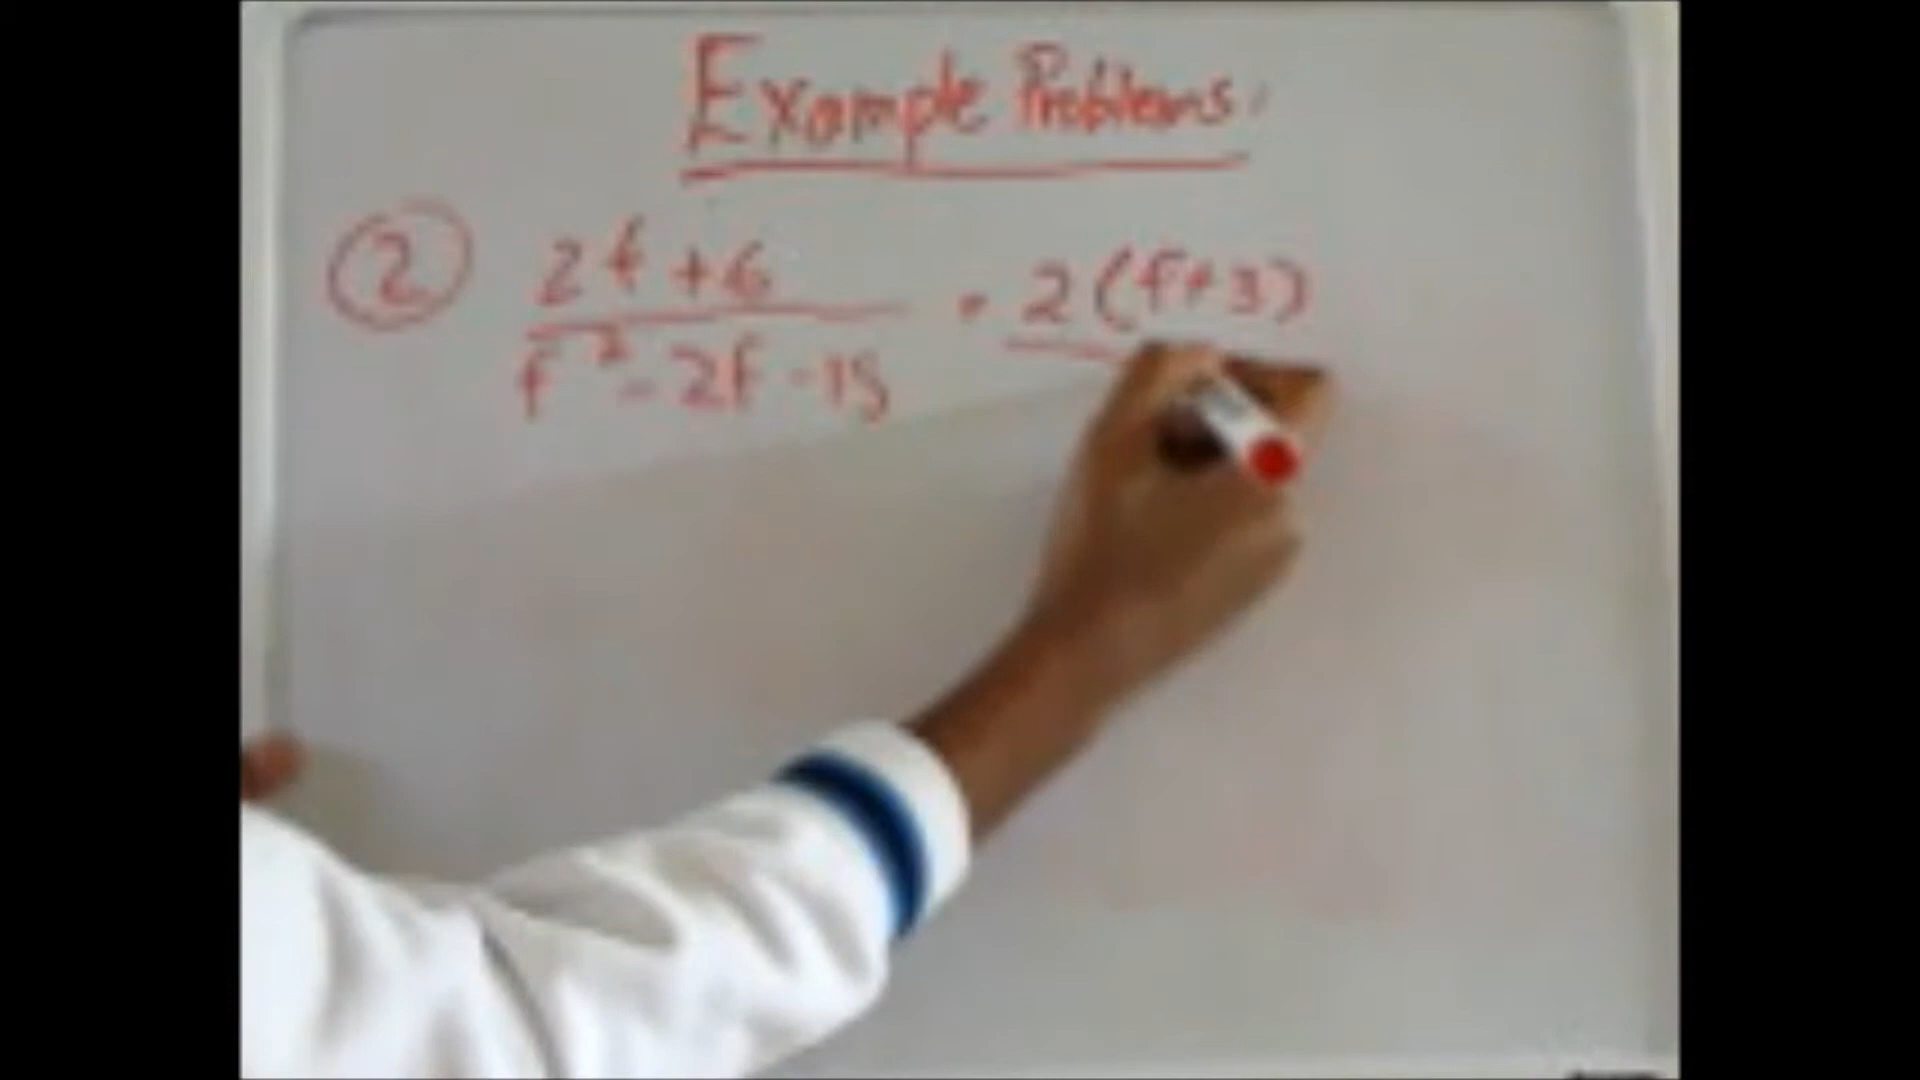 Example Problems:
② 2f+6 = 2(f+3)
f² - 2f - 15